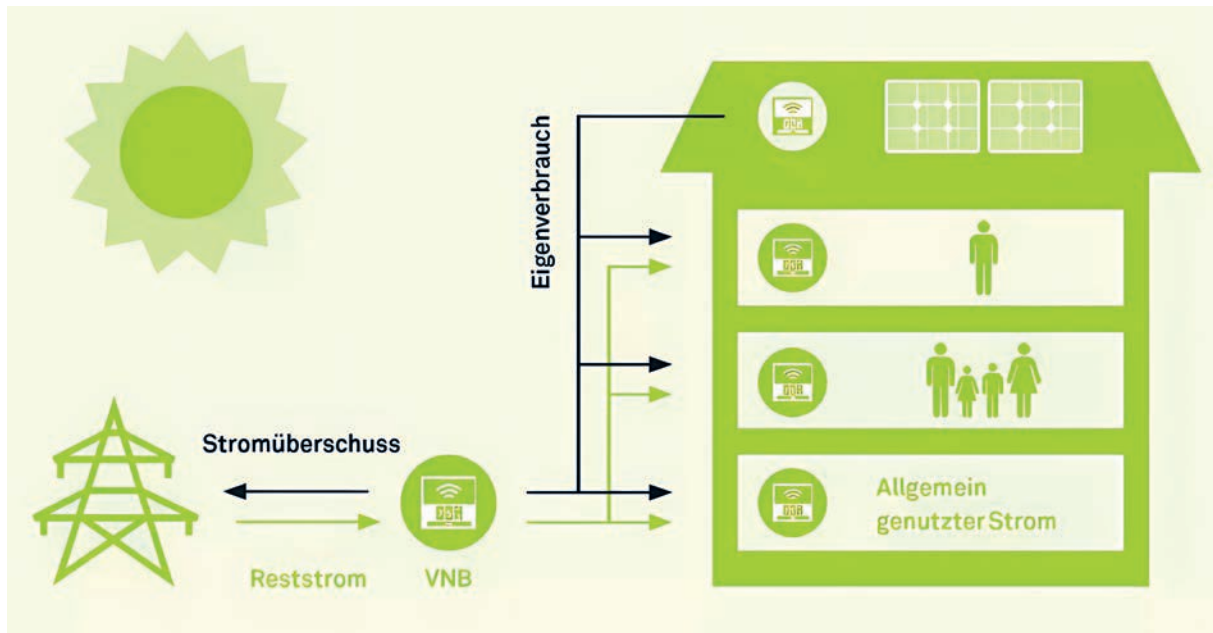 Eigenverbrauch
Stromüberschuss
Reststrom
VNB
Allgemein
genutzter Strom